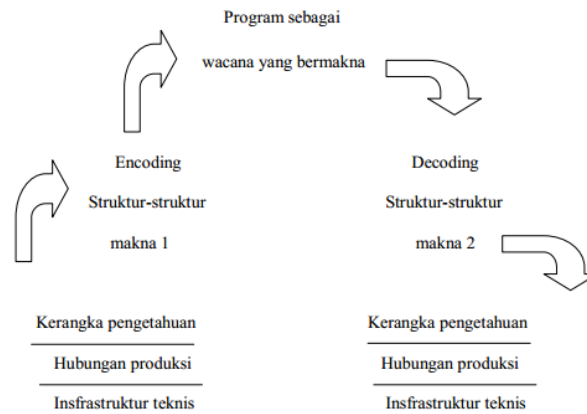 Program sebagai
wacana yang bermakna
Encoding
Struktur-struktur
makna 1
Decoding
Struktur-struktur
makna 2
Kerangka pengetahuan
Hubungan produksi
Insfrastruktur teknis
Kerangka pengetahuan
Hubungan produksi
Insfrastruktur teknis